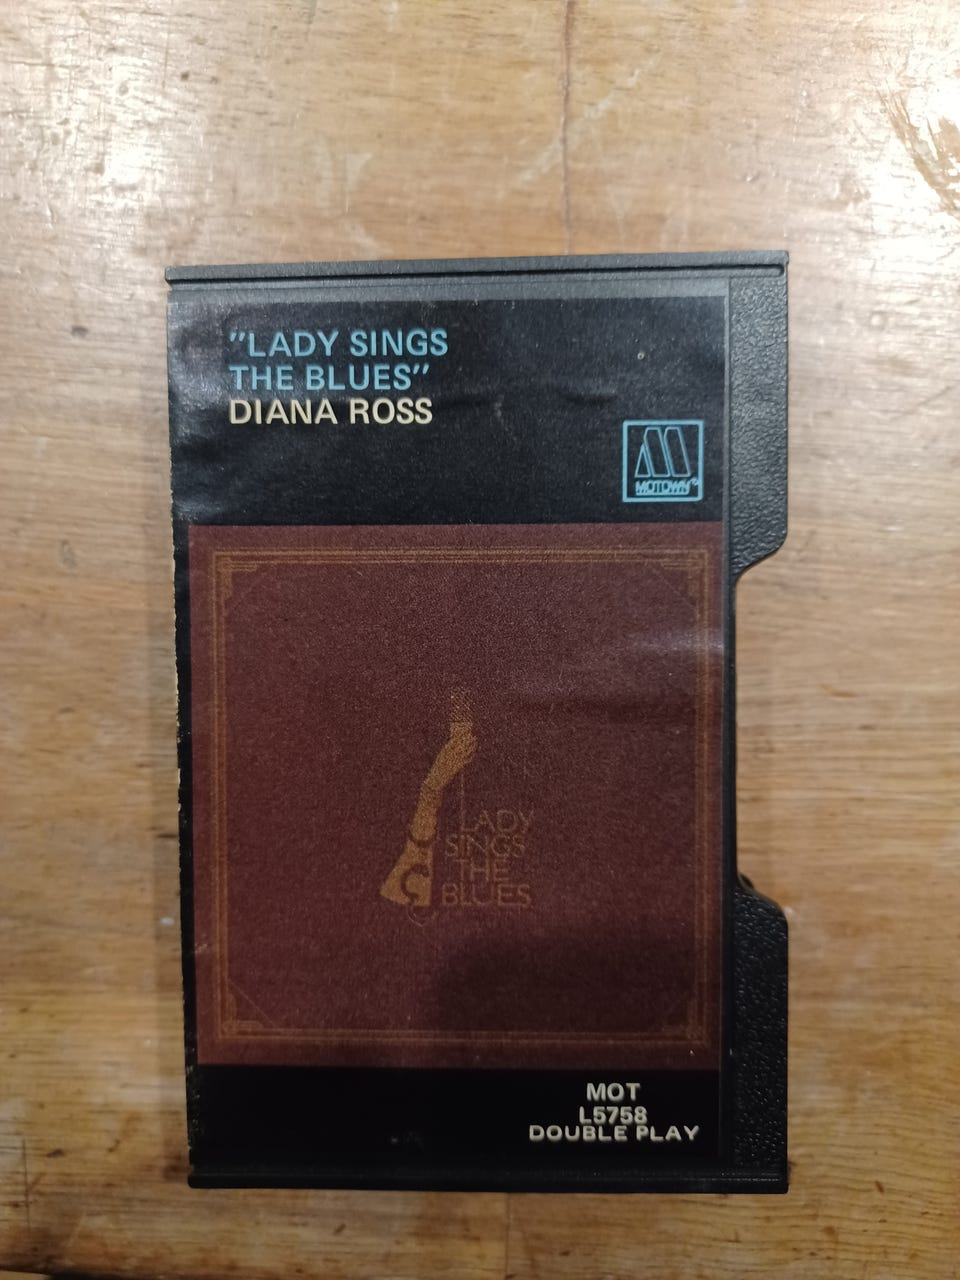 "LADY SINGS
THE BLUES"
DIANA ROSS
MOTOWN®
LADY
SINGS
THE
BLUES
MOT
L5758
DOUBLE PLAY